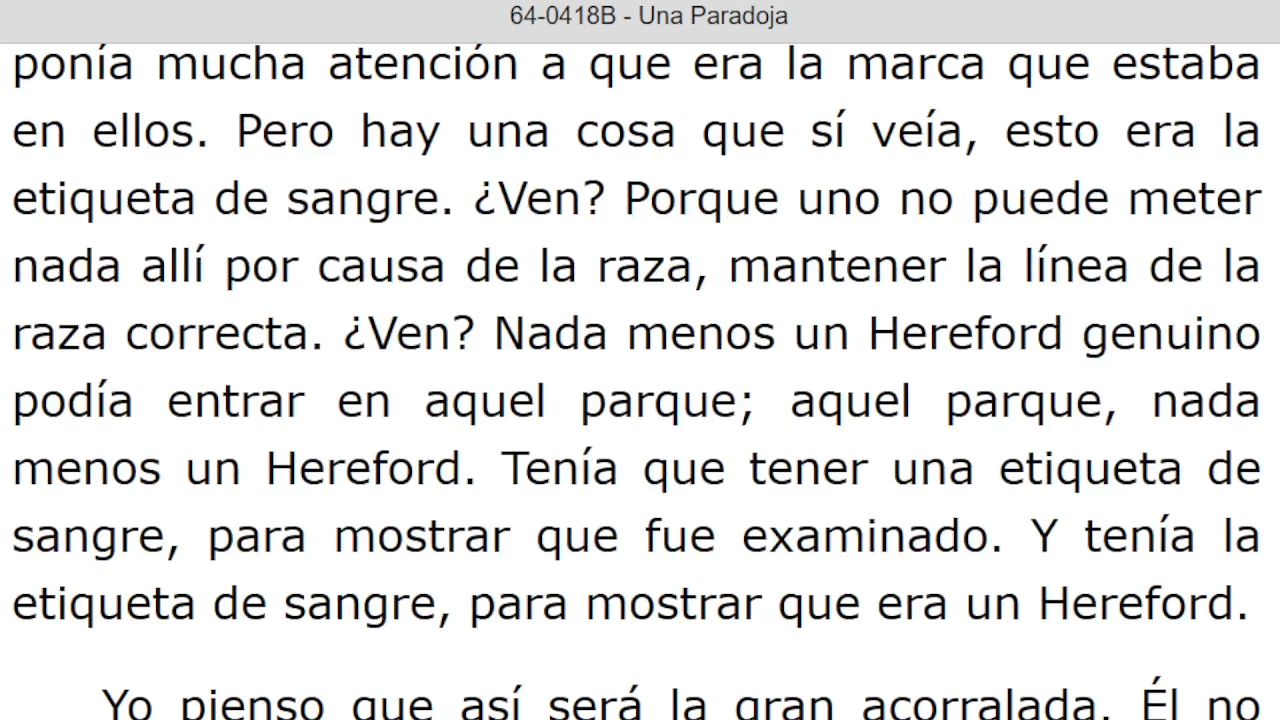 64-0418B - Una Paradoja
ponía mucha atención a que era la marca que estaba
en ellos. Pero hay una cosa que sí veía, esto era la
etiqueta de sangre. ¿Ven? Porque uno no puede meter
nada allí por causa de la raza, mantener la línea de la
raza correcta. ¿Ven? Nada menos un Hereford genuino
podía entrar en aquel parque; aquel parque, nada
menos un Hereford. Tenía que tener una etiqueta de
sangre, para mostrar que fue examinado. Y tenía la
etiqueta de sangre, para mostrar que era un Hereford.
Yo pienso que así será la gran acorralada. Él no